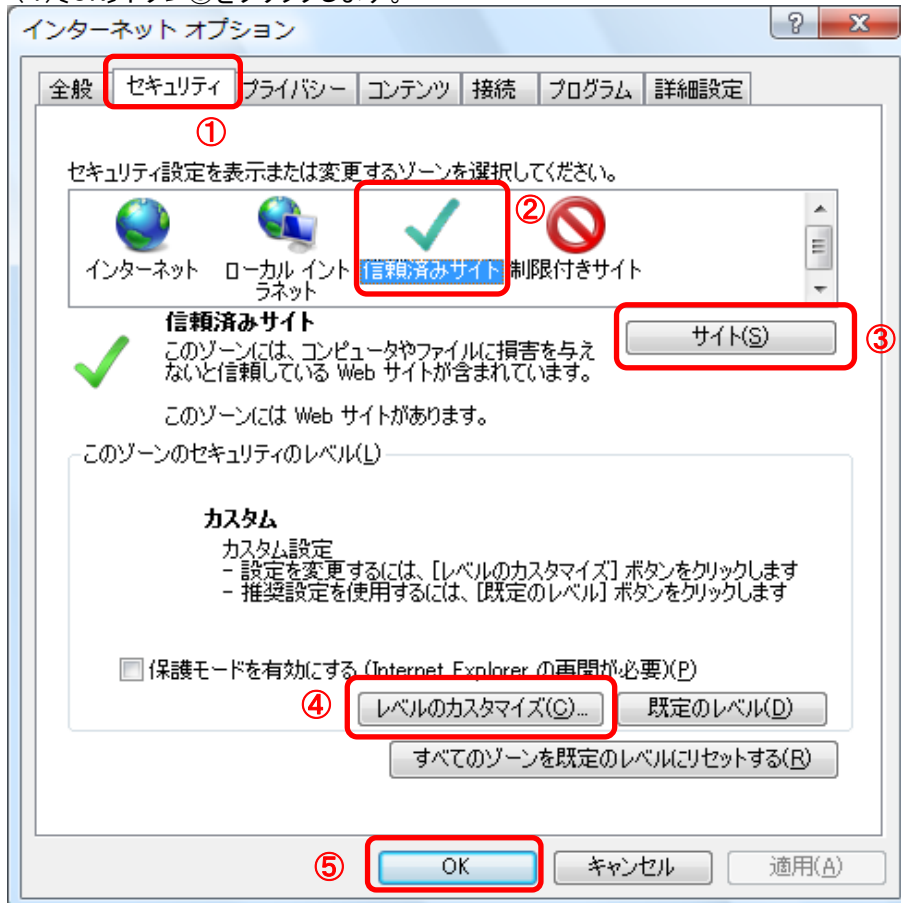 インターネット オプション
全般 セキュリティ プライバシー コンテンツ 接続 プログラム 詳細設定
①
セキュリティ設定を表示または変更するゾーンを選択してください。
②
インターネット ローカル イントラネット 信頼済みサイト 制限付きサイト
信頼済みサイト
サイト(S)
③
このゾーンには、コンピュータやファイルに損害を与え
ないと信頼している Web サイトが含まれています。
このゾーンには Web サイトがあります。
このゾーンのセキュリティのレベル(L)
カスタム
カスタム設定
- 設定を変更するには、[レベルのカスタマイズ] ボタンをクリックします
- 推奨設定を使用するには、[既定のレベル] ボタンをクリックします
保護モードを有効にする (Internet Explorer の再開が必要)(P)
④ レベルのカスタマイズ(C)... 既定のレベル(D)
すべてのゾーンを既定のレベルにリセットする(R)
⑤ OK キャンセル 適用(A)